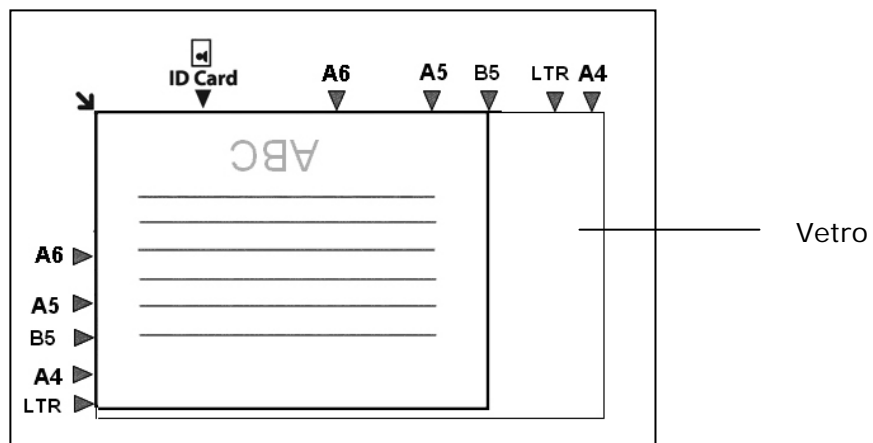 ID Card
A6 A5 B5 LTR A4
ABC
Vetro
A6
A5
B5
A4
LTR